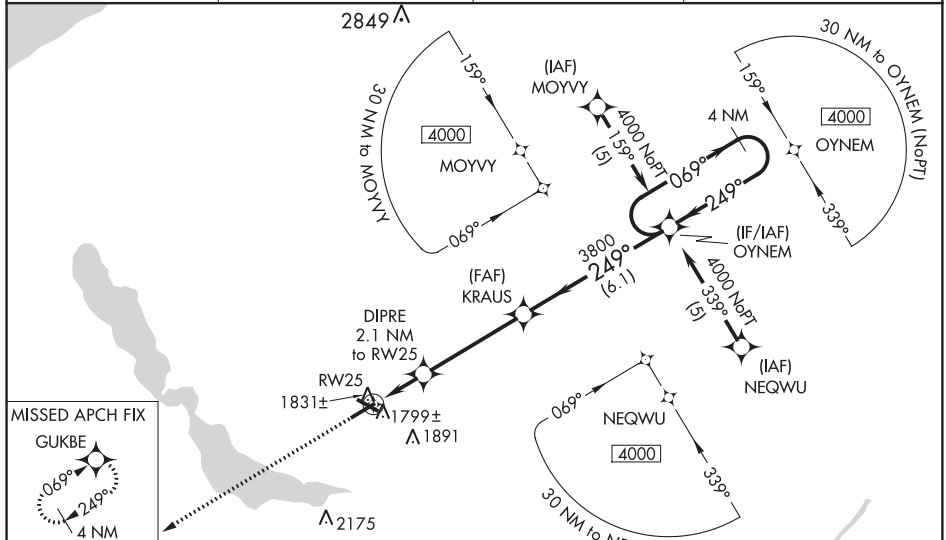 2849
(IAF)
MOYVY
4000 NoPT
159°
(5)
30 NM to MOYVY
159°
4000
MOYVY
069°
4 NM
069°
249°
30 NM to OYNEM (NoPT)
159°
4000
OYNEM
339°
(IF/IAF)
OYNEM
3800
249°
(6.1)
(FAF)
KRAUS
4000 NoPT
339°
(5)
(IAF)
NEQWU
DIPRE
2.1 NM
to RW25
RW25
1831±
1799±
1891
069°
NEQWU
4000
339°
30 NM to
MISSED APCH FIX
GUKBE
069°
249°
4 NM
2175